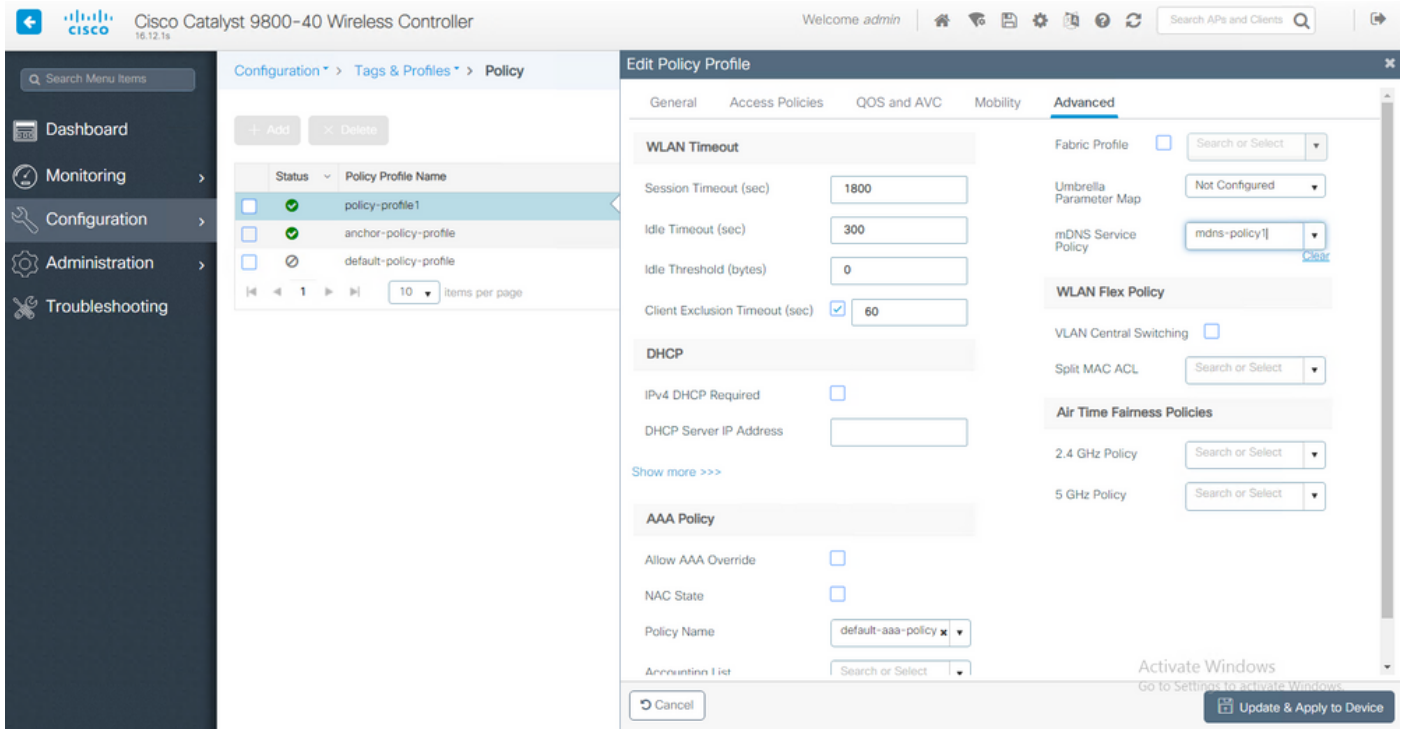 CISCO
Cisco Catalyst 9800-40 Wireless Controller
16.12.1s
Welcome admin
Search APs and Clients
Search Menu Items
Dashboard
Monitoring
Configuration
Administration
Troubleshooting
Configuration > Tags & Profiles > Policy
+ Add
× Delete
Status Policy Profile Name
policy-profile1
anchor-policy-profile
default-policy-profile
1 10 items per page
Edit Policy Profile
General Access Policies QOS and AVC Mobility Advanced
WLAN Timeout
Session Timeout (sec) 1800
Idle Timeout (sec) 300
Idle Threshold (bytes) 0
Client Exclusion Timeout (sec) 60
DHCP
IPv4 DHCP Required
DHCP Server IP Address
Show more >>>
AAA Policy
Allow AAA Override
NAC State
Policy Name default-aaa-policy
Accounting List Search or Select
Fabric Profile Search or Select
Umbrella
Parameter Map
Not Configured
mDNS Service
Policy
mdns-policy1
Clear
WLAN Flex Policy
VLAN Central Switching
Split MAC ACL Search or Select
Air Time Fairness Policies
2.4 GHz Policy Search or Select
5 GHz Policy Search or Select
Activate Windows
Go to Settings to activate Windows.
Cancel
Update & Apply to Device